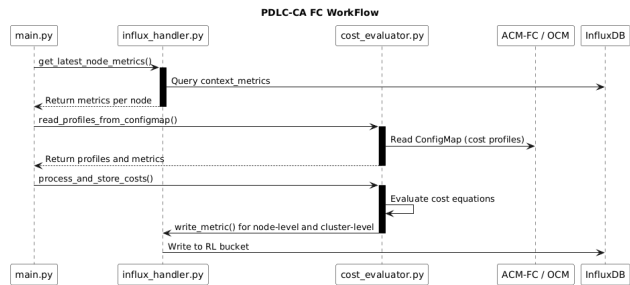 PDLC-CA FC WorkFlow
main.py
influx_handler.py
cost_evaluator.py
ACM-FC / OCM
InfluxDB
get_latest_node_metrics()
Query context_metrics
Return metrics per node
read_profiles_from_configmap()
Read ConfigMap (cost profiles)
Return profiles and metrics
process_and_store_costs()
Evaluate cost equations
write_metric() for node-level and cluster-level
Write to RL bucket
main.py
influx_handler.py
cost_evaluator.py
ACM-FC / OCM
InfluxDB